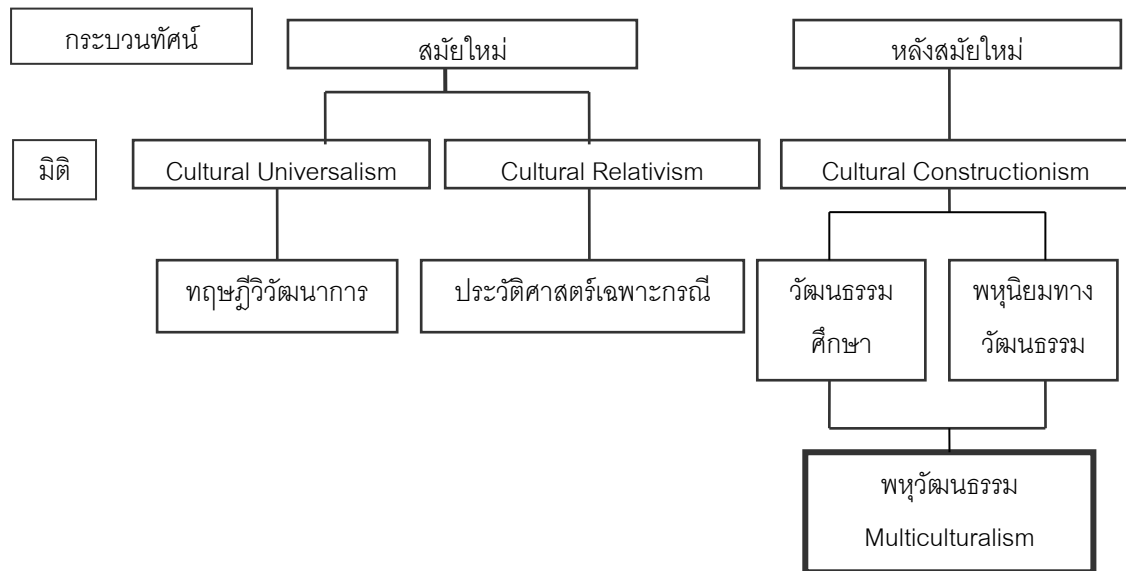 กระบวนทัศน์
สมัยใหม่
หลังสมัยใหม่
มิติ
Cultural Universalism
Cultural Relativism
Cultural Constructionism
ทฤษฎีวิวัฒนาการ
ประวัติศาสตร์เฉพาะกรณี
วัฒนธรรม
ศึกษา
พหุนิยมทาง
วัฒนธรรม
พหุวัฒนธรรม
Multiculturalism